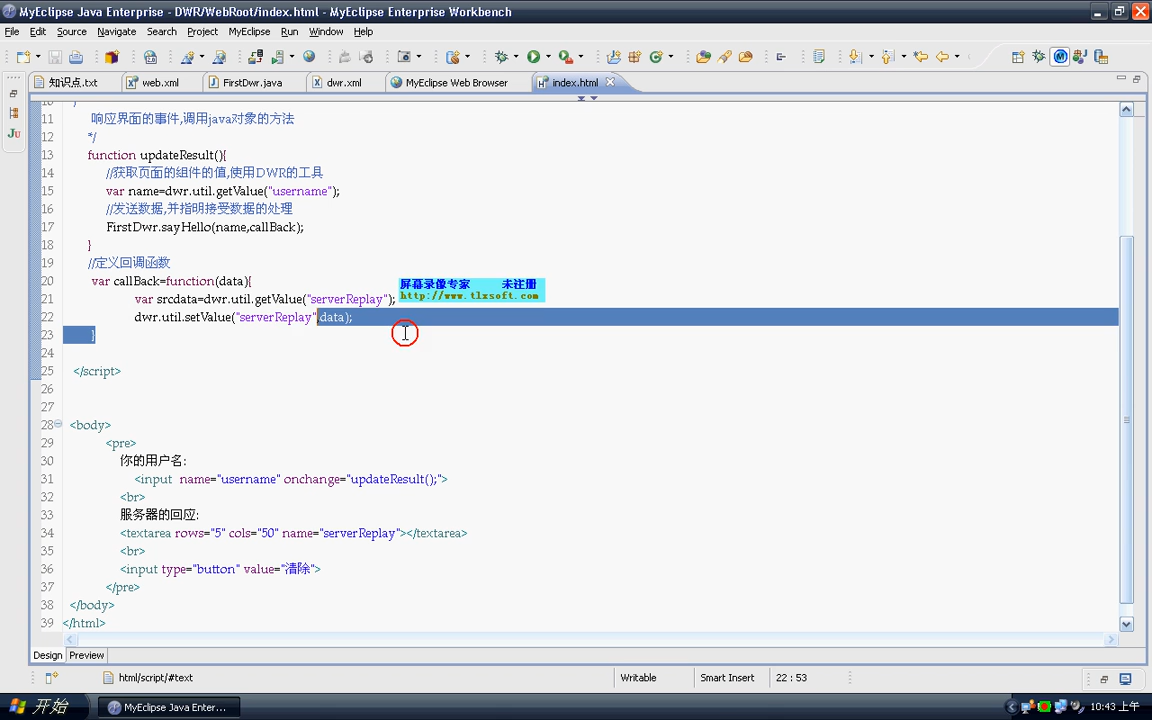 MyEclipse Java Enterprise - DWR/WebRoot/index.html - MyEclipse Enterprise Workbench
File Edit Source Navigate Search Project MyEclipse Run Window Help
知识点.txt web.xml FirstDwr.java dwr.xml MyEclipse Web Browser index.html
11 响应界面的事件,调用java对象的方法
12 */
13 function updateResult(){
14 //获取页面的组件的值,使用DWR的工具
15 var name=dwr.util.getValue("username");
16 //发送数据,并指明接受数据的处理
17 FirstDwr.sayHello(name,callBack);
18 }
19 //定义回调函数
20 var callBack=function(data){
屏幕录像专家 未注册
21 var srcdata=dwr.util.getValue("serverReplay");
http://www.tlxsoft.com
22 dwr.util.setValue("serverReplay",data);
23 }
24
25 </script>
26
27
28 <body>
29 <pre>
30 你的用户名:
31 <input name="username" onchange="updateResult();">
32 <br>
33 服务器的回应:
34 <textarea rows="5" cols="50" name="serverReplay"></textarea>
35 <br>
36 <input type="button" value="清除">
37 </pre>
38 </body>
39 </html>
Design Preview
html/script/#text Writable Smart Insert 22 : 53
开始 MyEclipse Java Enter... 10:43 上午